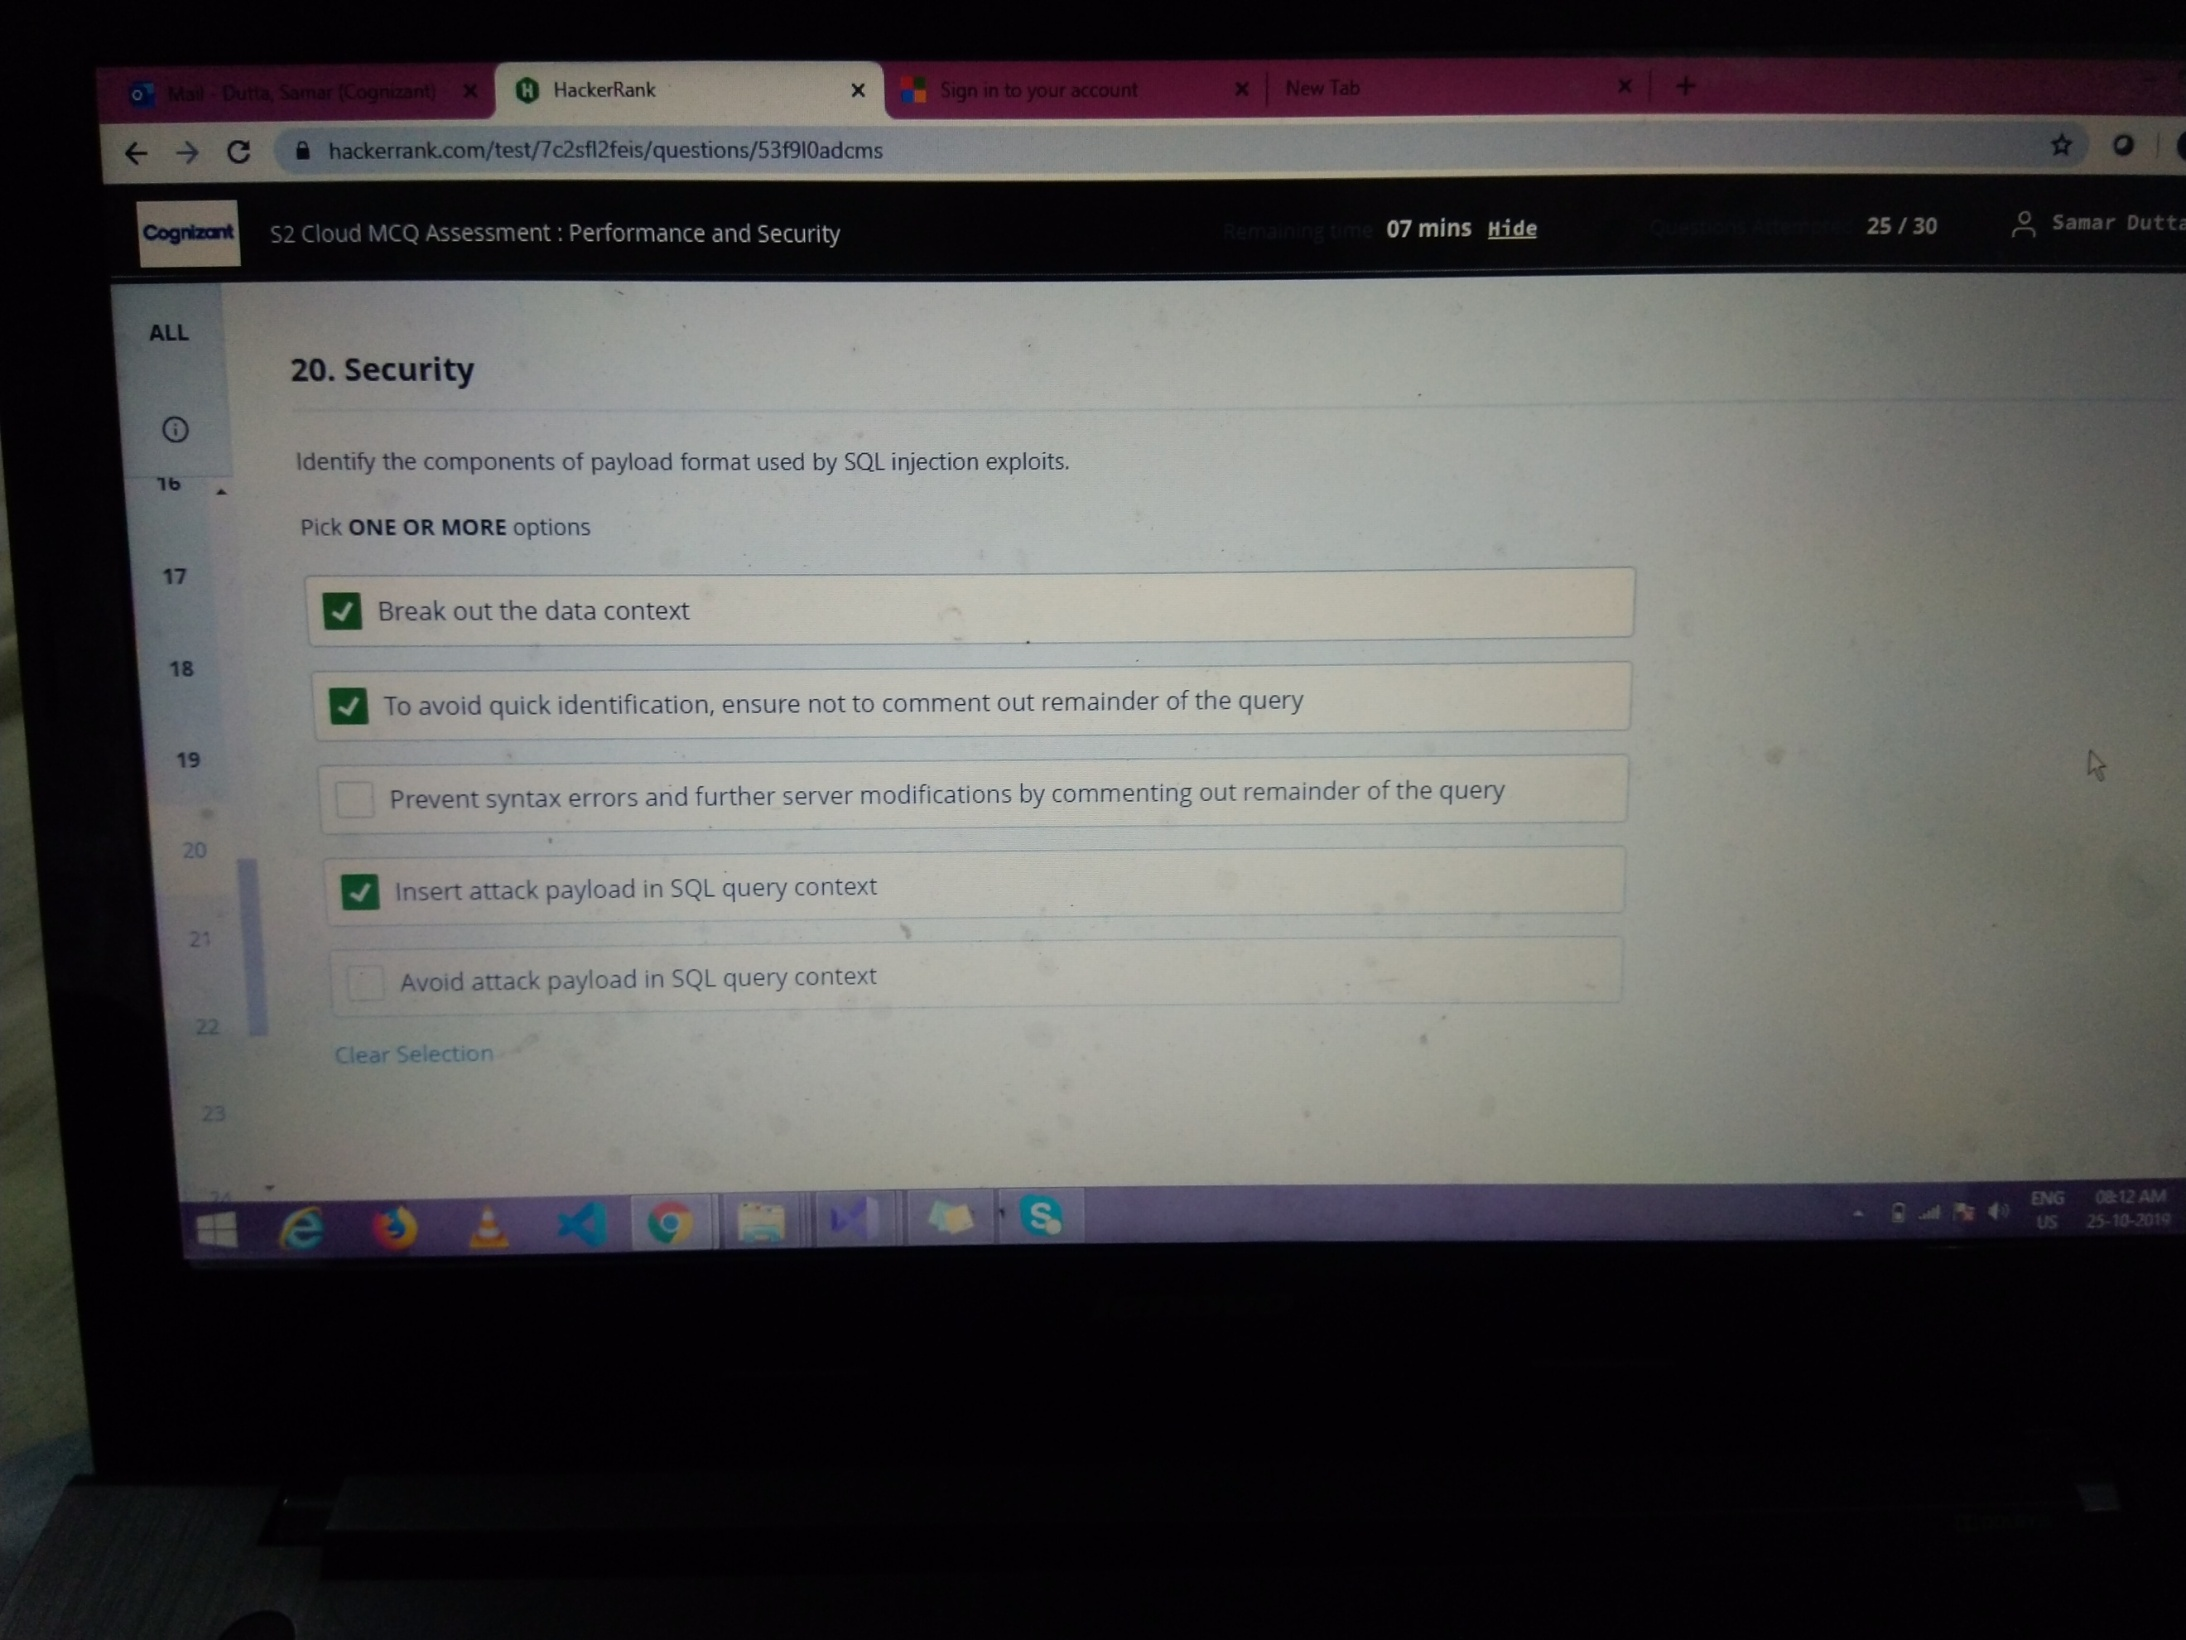 Mail - Dutta, Samar (Cognizant)
HackerRank
Sign in to your account
New Tab
hackerrank.com/test/7c2sfl2feis/questions/53f9l0adcms
Cognizant
S2 Cloud MCQ Assessment : Performance and Security
Remaining time 07 mins Hide
Questions Attempted 25 / 30
Samar Dutta
ALL
20. Security
Identify the components of payload format used by SQL injection exploits.
16
Pick ONE OR MORE options
17
Break out the data context
18
To avoid quick identification, ensure not to comment out remainder of the query
19
Prevent syntax errors and further server modifications by commenting out remainder of the query
20
Insert attack payload in SQL query context
21
Avoid attack payload in SQL query context
22
Clear Selection
23
24
ENG
US
08:12 AM
25-10-2019